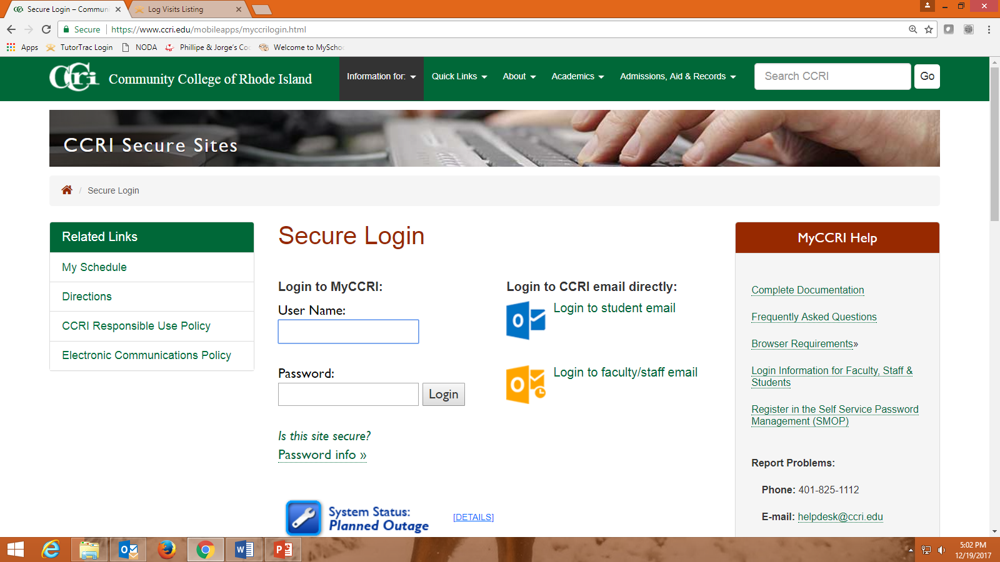 Secure Login – Commun
Log Visits Listing
Secure
https://www.ccri.edu/mobileapps/myccrilogin.html
Apps
TutorTrac Login
NODA
Phillipe & Jorge's Coo
Welcome to MyScho
CCri
Community College of Rhode Island
Information for:
Quick Links
About
Academics
Admissions, Aid & Records
Search CCRI
Go
CCRI Secure Sites
/ Secure Login
Related Links
My Schedule
Directions
CCRI Responsible Use Policy
Electronic Communications Policy
Secure Login
Login to MyCCRI:
User Name:
Password:
Login
Is this site secure?
Password info »
Login to CCRI email directly:
Login to student email
Login to faculty/staff email
System Status:
Planned Outage
[DETAILS]
MyCCRI Help
Complete Documentation
Frequently Asked Questions
Browser Requirements»
Login Information for Faculty, Staff &
Students
Register in the Self Service Password
Management (SMOP)
Report Problems:
Phone: 401-825-1112
E-mail: helpdesk@ccri.edu
5:02 PM
12/19/2017